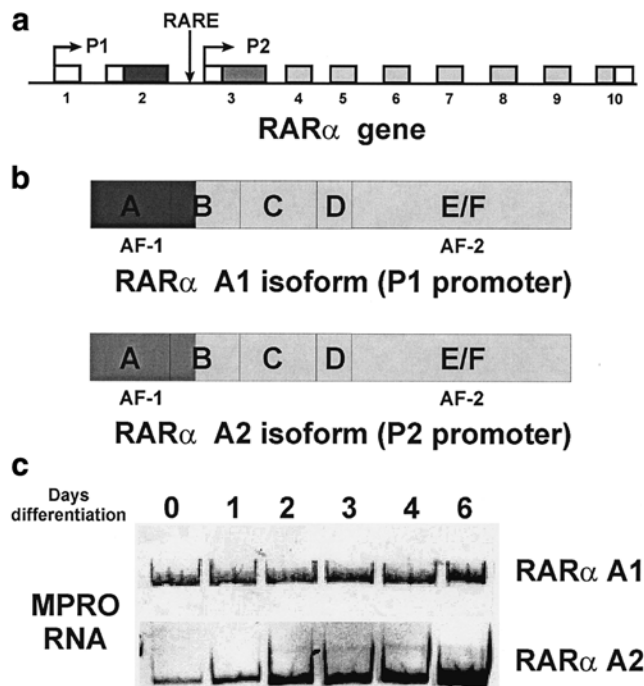 a
RARE
P1
P2
1 2 3 4 5 6 7 8 9 10
RARα gene
b
A B C D E/F
AF-1 AF-2
RARα A1 isoform (P1 promoter)
A B C D E/F
AF-1 AF-2
RARα A2 isoform (P2 promoter)
c
Days
differentiation
0 1 2 3 4 6
MPRO
RNA
RARα A1
RARα A2